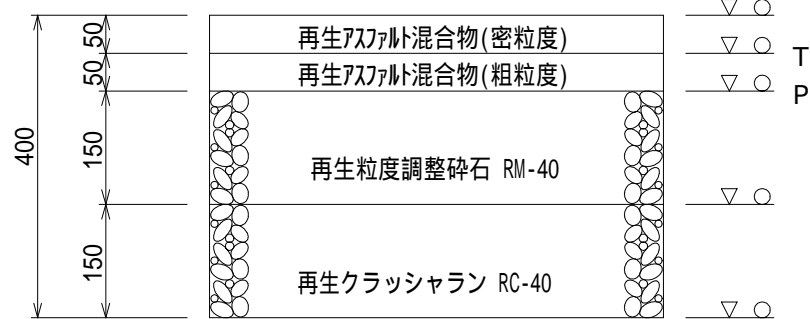 50
再生ｱｽﾌｧﾙﾄ混合物(密粒度)
50
再生ｱｽﾌｧﾙﾄ混合物(粗粒度)
T
P
400
150
再生粒度調整砕石 RM-40
150
再生クラッシャラン RC-40